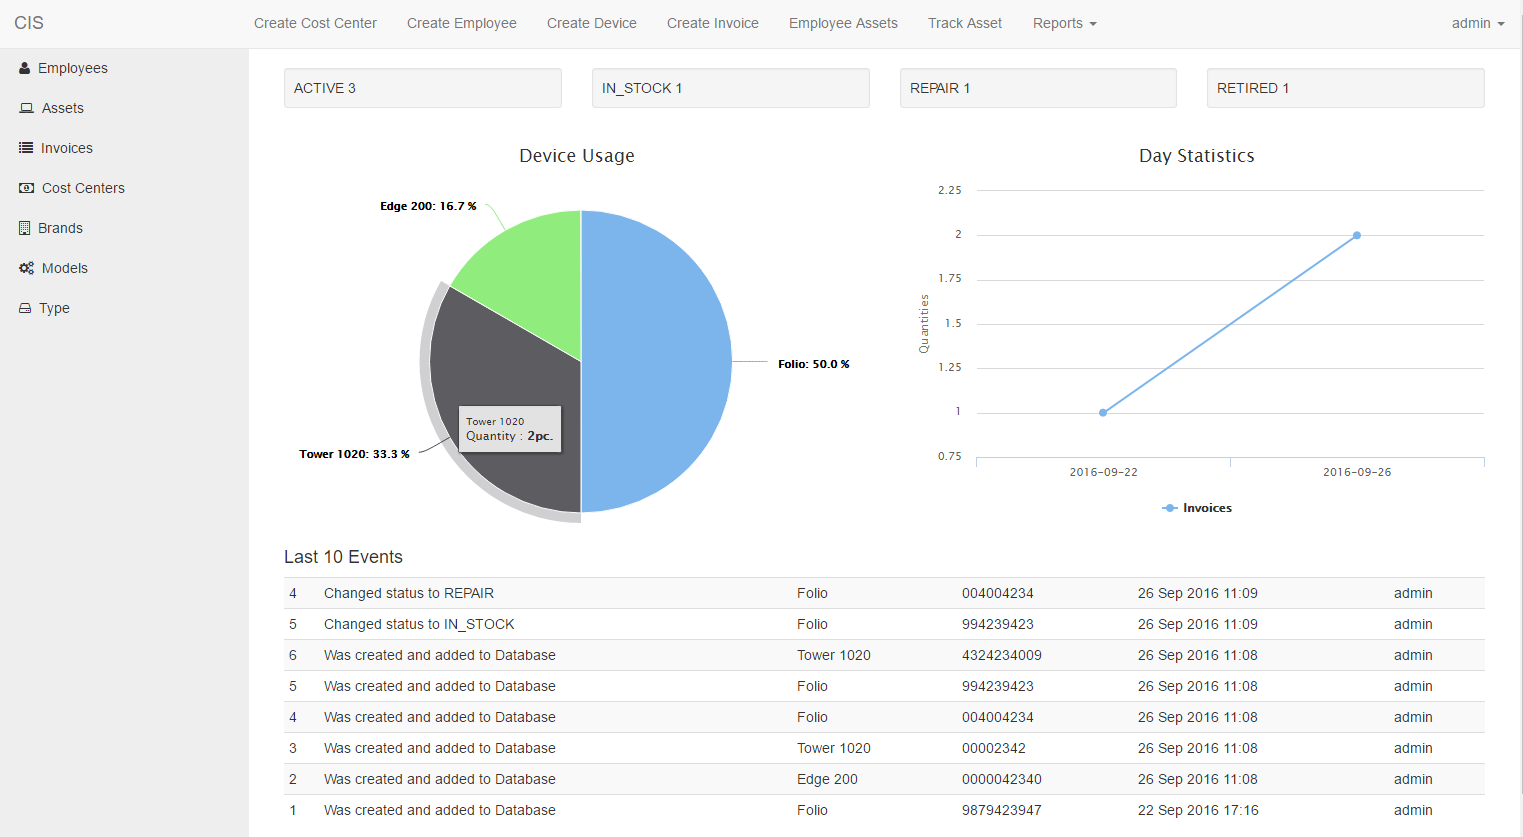 CIS Create Cost Center Create Employee Create Device Create Invoice Employee Assets Track Asset Reports admin
Employees
Assets
Invoices
Cost Centers
Brands
Models
Type
ACTIVE 3 IN_STOCK 1 REPAIR 1 RETIRED 1
Device Usage
Edge 200: 16.7 %
Folio: 50.0 %
Tower 1020
Quantity : 2pc.
Tower 1020: 33.3 %
Day Statistics
Quantities
2.25
2
1.75
1.5
1.25
1
0.75
2016-09-22 2016-09-26
Invoices
Last 10 Events
4 Changed status to REPAIR Folio 004004234 26 Sep 2016 11:09 admin
5 Changed status to IN_STOCK Folio 994239423 26 Sep 2016 11:09 admin
6 Was created and added to Database Tower 1020 4324234009 26 Sep 2016 11:08 admin
5 Was created and added to Database Folio 994239423 26 Sep 2016 11:08 admin
4 Was created and added to Database Folio 004004234 26 Sep 2016 11:08 admin
3 Was created and added to Database Tower 1020 00002342 26 Sep 2016 11:08 admin
2 Was created and added to Database Edge 200 0000042340 26 Sep 2016 11:08 admin
1 Was created and added to Database Folio 9879423947 22 Sep 2016 17:16 admin